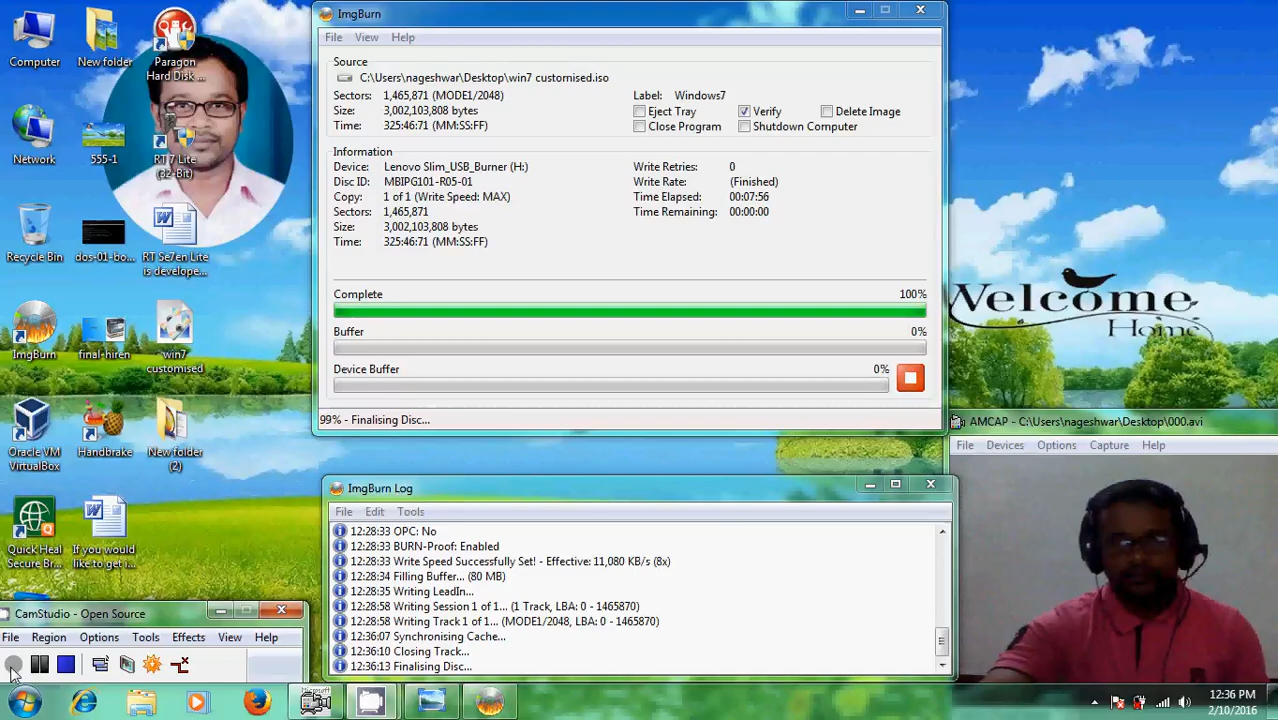 Computer
New folder
Paragon
Hard Disk ...
Network
555-1
RT 7 Lite
(32-Bit)
Recycle Bin
dos-01-bo...
RT Se7en Lite
is develope...
ImgBurn
final-hiren
win7
customised
Oracle VM
VirtualBox
Handbrake
New folder
(2)
Quick Heal
Secure Br...
If you would
like to get i...
ImgBurn
File View Help
Source
C:\Users\nageshwar\Desktop\win7 customised.iso
Sectors: 1,465,871 (MODE1/2048) Label: Windows7
Size: 3,002,103,808 bytes Eject Tray Verify Delete Image
Time: 325:46:71 (MM:SS:FF) Close Program Shutdown Computer
Information
Device: Lenovo Slim_USB_Burner (H:) Write Retries: 0
Disc ID: MBIPG101-R05-01 Write Rate: (Finished)
Copy: 1 of 1 (Write Speed: MAX) Time Elapsed: 00:07:56
Sectors: 1,465,871 Time Remaining: 00:00:00
Size: 3,002,103,808 bytes
Time: 325:46:71 (MM:SS:FF)
Complete 100%
Buffer 0%
Device Buffer 0%
99% - Finalising Disc...
Welcome
Home
ImgBurn Log
File Edit Tools
12:28:33 OPC: No
12:28:33 BURN-Proof: Enabled
12:28:33 Write Speed Successfully Set! - Effective: 11,080 KB/s (8x)
12:28:34 Filling Buffer... (80 MB)
12:28:35 Writing LeadIn...
12:28:58 Writing Session 1 of 1... (1 Track, LBA: 0 - 1465870)
12:28:58 Writing Track 1 of 1... (MODE1/2048, LBA: 0 - 1465870)
12:36:07 Synchronising Cache...
12:36:10 Closing Track...
12:36:13 Finalising Disc...
AMCAP - C:\Users\nageshwar\Desktop\000.avi
File Devices Options Capture Help
CamStudio - Open Source
File Region Options Tools Effects View Help
Microsoft
12:36 PM
2/10/2016